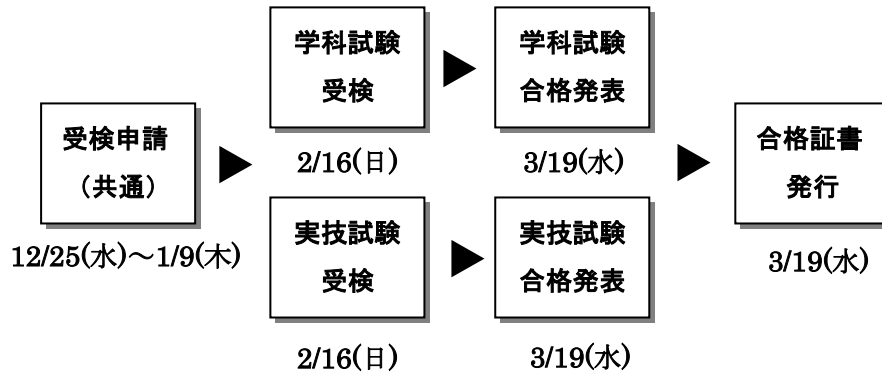 受検申請
（共通）
12/25(水)～1/9(木)
学科試験
受検
2/16(日)
学科試験
合格発表
3/19(水)
実技試験
受検
2/16(日)
実技試験
合格発表
3/19(水)
合格証書
発行
3/19(水)